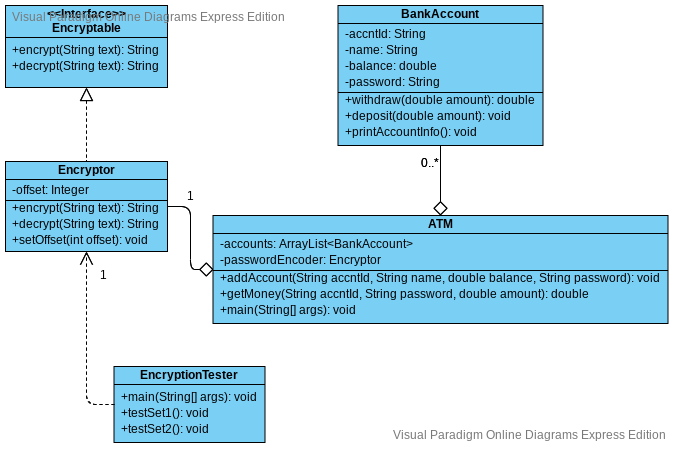 Visual Paradigm Online Diagrams Express Edition
<<Interface>>
Encryptable
+encrypt(String text): String
+decrypt(String text): String
BankAccount
-accntId: String
-name: String
-balance: double
-password: String
+withdraw(double amount): double
+deposit(double amount): void
+printAccountInfo(): void
0..*
Encryptor
-offset: Integer
+encrypt(String text): String
+decrypt(String text): String
+setOffset(int offset): void
1
1
ATM
-accounts: ArrayList<BankAccount>
-passwordEncoder: Encryptor
+addAccount(String accntId, String name, double balance, String password): void
+getMoney(String accntId, String password, double amount): double
+main(String[] args): void
EncryptionTester
+main(String[] args): void
+testSet1(): void
+testSet2(): void
Visual Paradigm Online Diagrams Express Edition